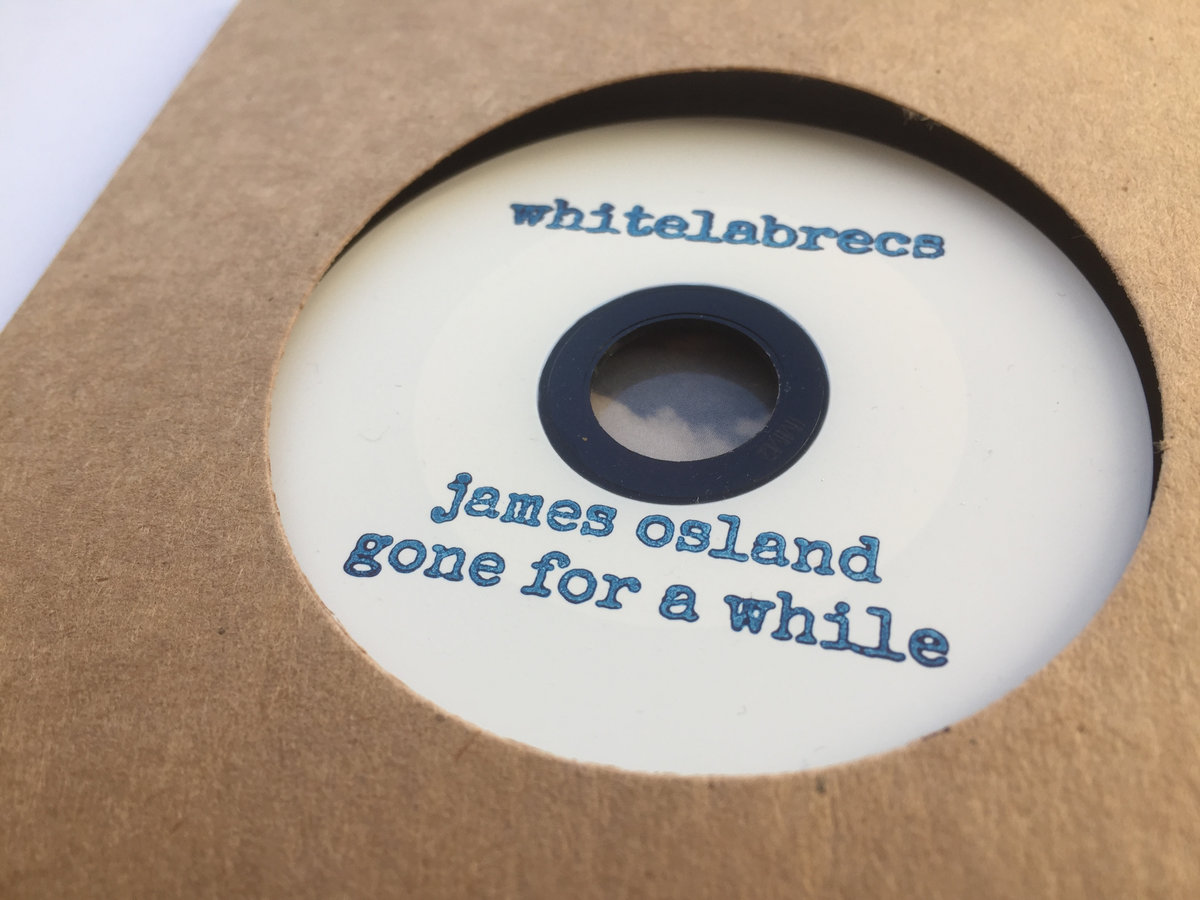 whitelabrecs
james osland
gone for a while